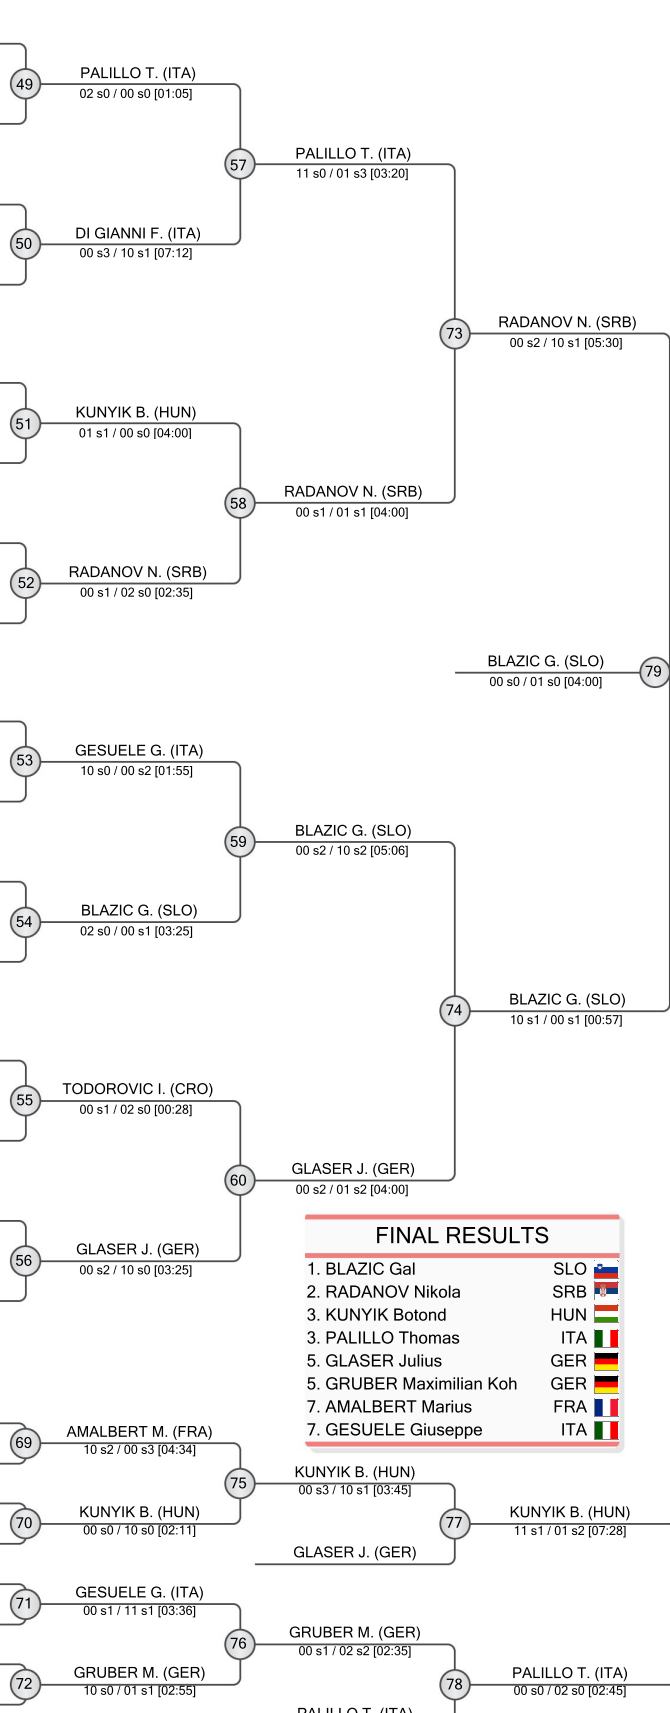 49
PALILLO T. (ITA)
02 s0 / 00 s0 [01:05]
57
PALILLO T. (ITA)
11 s0 / 01 s3 [03:20]
50
DI GIANNI F. (ITA)
00 s3 / 10 s1 [07:12]
73
RADANOV N. (SRB)
00 s2 / 10 s1 [05:30]
51
KUNYIK B. (HUN)
01 s1 / 00 s0 [04:00]
58
RADANOV N. (SRB)
00 s1 / 01 s1 [04:00]
52
RADANOV N. (SRB)
00 s1 / 02 s0 [02:35]
BLAZIC G. (SLO)
00 s0 / 01 s0 [04:00]
79
53
GESUELE G. (ITA)
10 s0 / 00 s2 [01:55]
59
BLAZIC G. (SLO)
00 s2 / 10 s2 [05:06]
54
BLAZIC G. (SLO)
02 s0 / 00 s1 [03:25]
74
BLAZIC G. (SLO)
10 s1 / 00 s1 [00:57]
55
TODOROVIC I. (CRO)
00 s1 / 02 s0 [00:28]
60
GLASER J. (GER)
00 s2 / 01 s2 [04:00]
56
GLASER J. (GER)
00 s2 / 10 s0 [03:25]
FINAL RESULTS
1. BLAZIC Gal SLO
2. RADANOV Nikola SRB
3. KUNYIK Botond HUN
3. PALILLO Thomas ITA
5. GLASER Julius GER
5. GRUBER Maximilian Koh GER
7. AMALBERT Marius FRA
7. GESUELE Giuseppe ITA
69
AMALBERT M. (FRA)
10 s2 / 00 s3 [04:34]
75
KUNYIK B. (HUN)
00 s3 / 10 s1 [03:45]
70
KUNYIK B. (HUN)
00 s0 / 10 s0 [02:11]
77
KUNYIK B. (HUN)
11 s1 / 01 s2 [07:28]
GLASER J. (GER)
71
GESUELE G. (ITA)
00 s1 / 11 s1 [03:36]
76
GRUBER M. (GER)
00 s1 / 02 s2 [02:35]
72
GRUBER M. (GER)
10 s0 / 01 s1 [02:55]
78
PALILLO T. (ITA)
00 s0 / 02 s0 [02:45]
PALILLO T. (ITA)